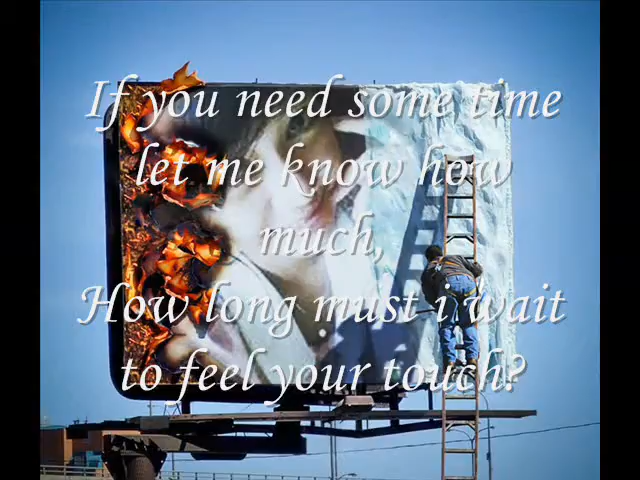 If you need some time
let me know how
much,
How long must i wait
to feel your touch?